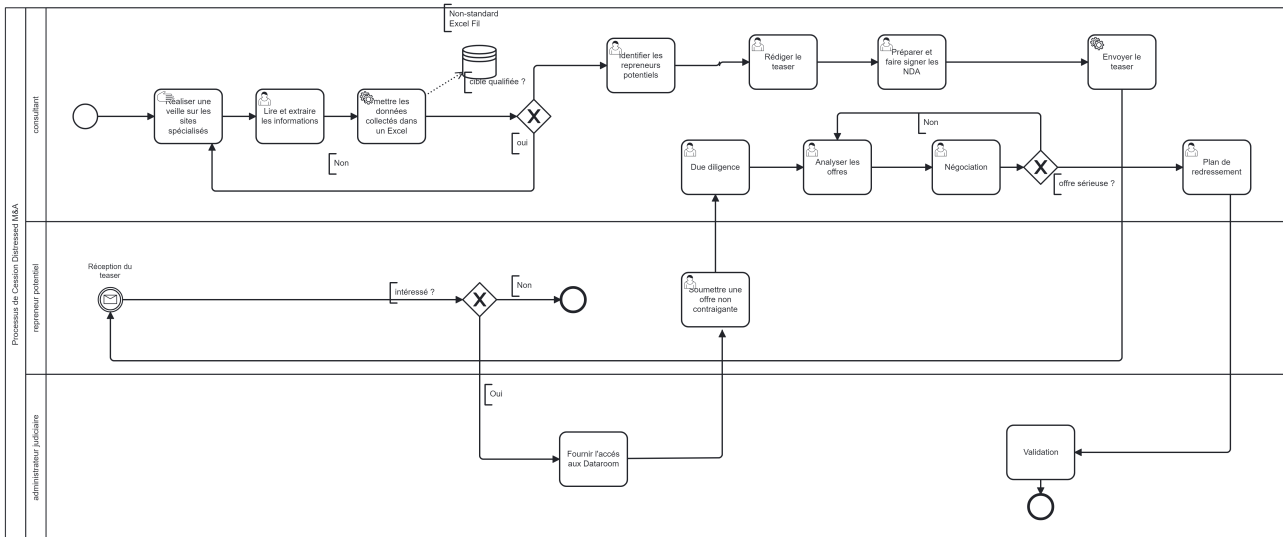 Processus de Cession Distressed M&A
consultant
Non-standard
Excel Fil
cible qualifiée ?
Réaliser une
veille sur les
sites
spécialisés
Lire et extraire
les informations
mettre les
données
collectés dans
un Excel
oui
Non
Identifier les
repreneurs
potentiels
Rédiger le
teaser
Préparer et
faire signer les
NDA
Envoyer le
teaser
Due diligence
Analyser les
offres
Négociation
Non
offre sérieuse ?
Plan de
redressement
repreneur potentiel
Réception du
teaser
intéressé ?
Non
Soumettre une
offre non
contraigante
administrateur judiciaire
Oui
Fournir l'accés
aux Dataroom
Validation